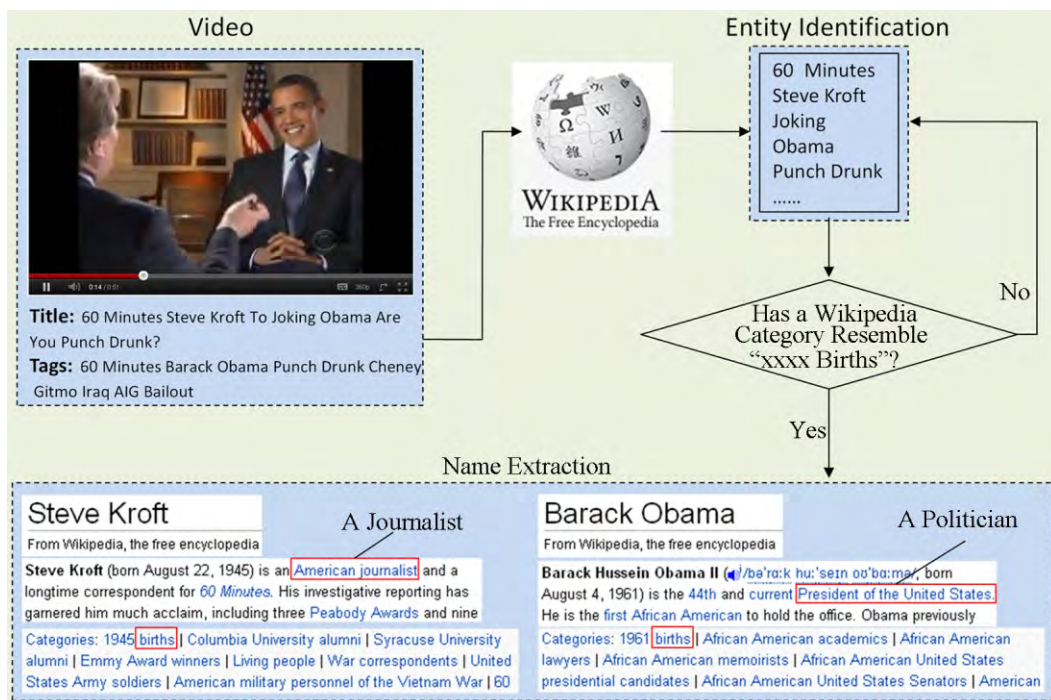 Video
Entity Identification
0:14 / 0:51
360p
Title: 60 Minutes Steve Kroft To Joking Obama Are
You Punch Drunk?
Tags: 60 Minutes Barack Obama Punch Drunk Cheney
Gitmo Iraq AIG Bailout
Ω
W
И
維
WIKIPEDIA
The Free Encyclopedia
60 Minutes
Steve Kroft
Joking
Obama
Punch Drunk
......
Has a Wikipedia
Category Resemble
“xxxx Births”?
No
Yes
Name Extraction
Steve Kroft
A Journalist
From Wikipedia, the free encyclopedia
Steve Kroft (born August 22, 1945) is an American journalist and a
longtime correspondent for 60 Minutes. His investigative reporting has
garnered him much acclaim, including three Peabody Awards and nine
Categories: 1945 births | Columbia University alumni | Syracuse University
alumni | Emmy Award winners | Living people | War correspondents | United
States Army soldiers | American military personnel of the Vietnam War | 60
Barack Obama
A Politician
From Wikipedia, the free encyclopedia
Barack Hussein Obama II (/bəˈrɑːk huːˈseɪn oʊˈbɑːmə/; born
August 4, 1961) is the 44th and current President of the United States.
He is the first African American to hold the office. Obama previously
Categories: 1961 births | African American academics | African American
lawyers | African American memoirists | African American United States
presidential candidates | African American United States Senators | American